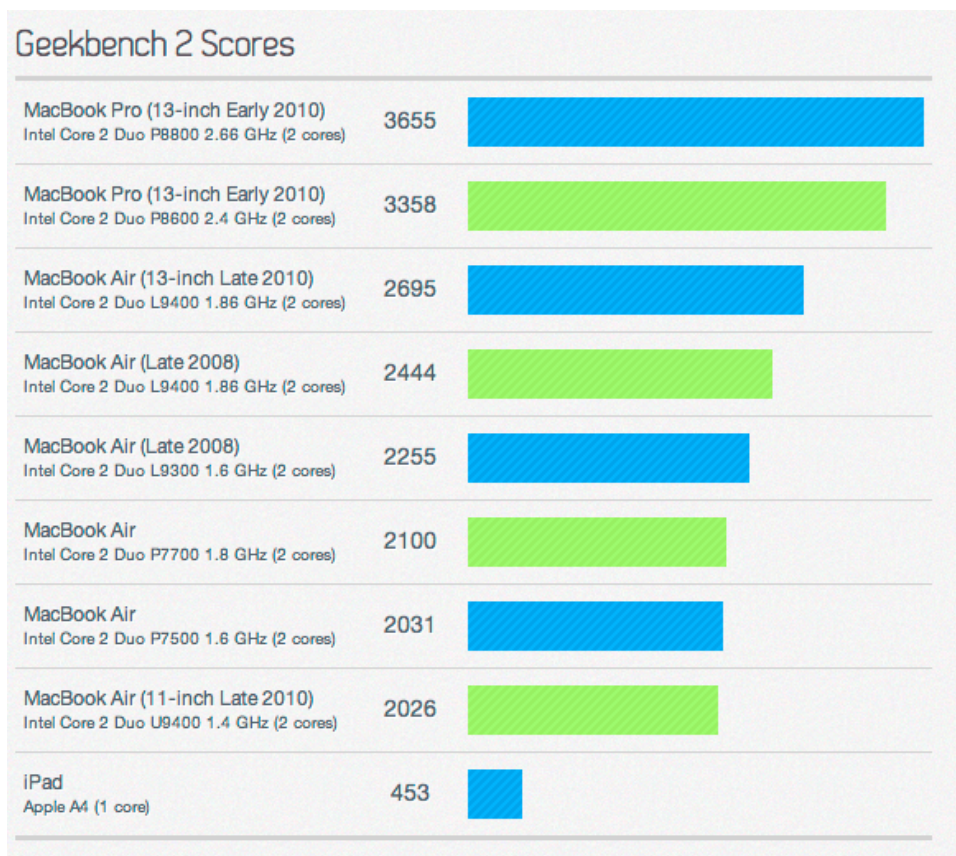 Geekbench 2 Scores
MacBook Pro (13-inch Early 2010)
Intel Core 2 Duo P8800 2.66 GHz (2 cores)
3655
MacBook Pro (13-inch Early 2010)
Intel Core 2 Duo P8600 2.4 GHz (2 cores)
3358
MacBook Air (13-inch Late 2010)
Intel Core 2 Duo L9400 1.86 GHz (2 cores)
2695
MacBook Air (Late 2008)
Intel Core 2 Duo L9400 1.86 GHz (2 cores)
2444
MacBook Air (Late 2008)
Intel Core 2 Duo L9300 1.6 GHz (2 cores)
2255
MacBook Air
Intel Core 2 Duo P7700 1.8 GHz (2 cores)
2100
MacBook Air
Intel Core 2 Duo P7500 1.6 GHz (2 cores)
2031
MacBook Air (11-inch Late 2010)
Intel Core 2 Duo U9400 1.4 GHz (2 cores)
2026
iPad
Apple A4 (1 core)
453